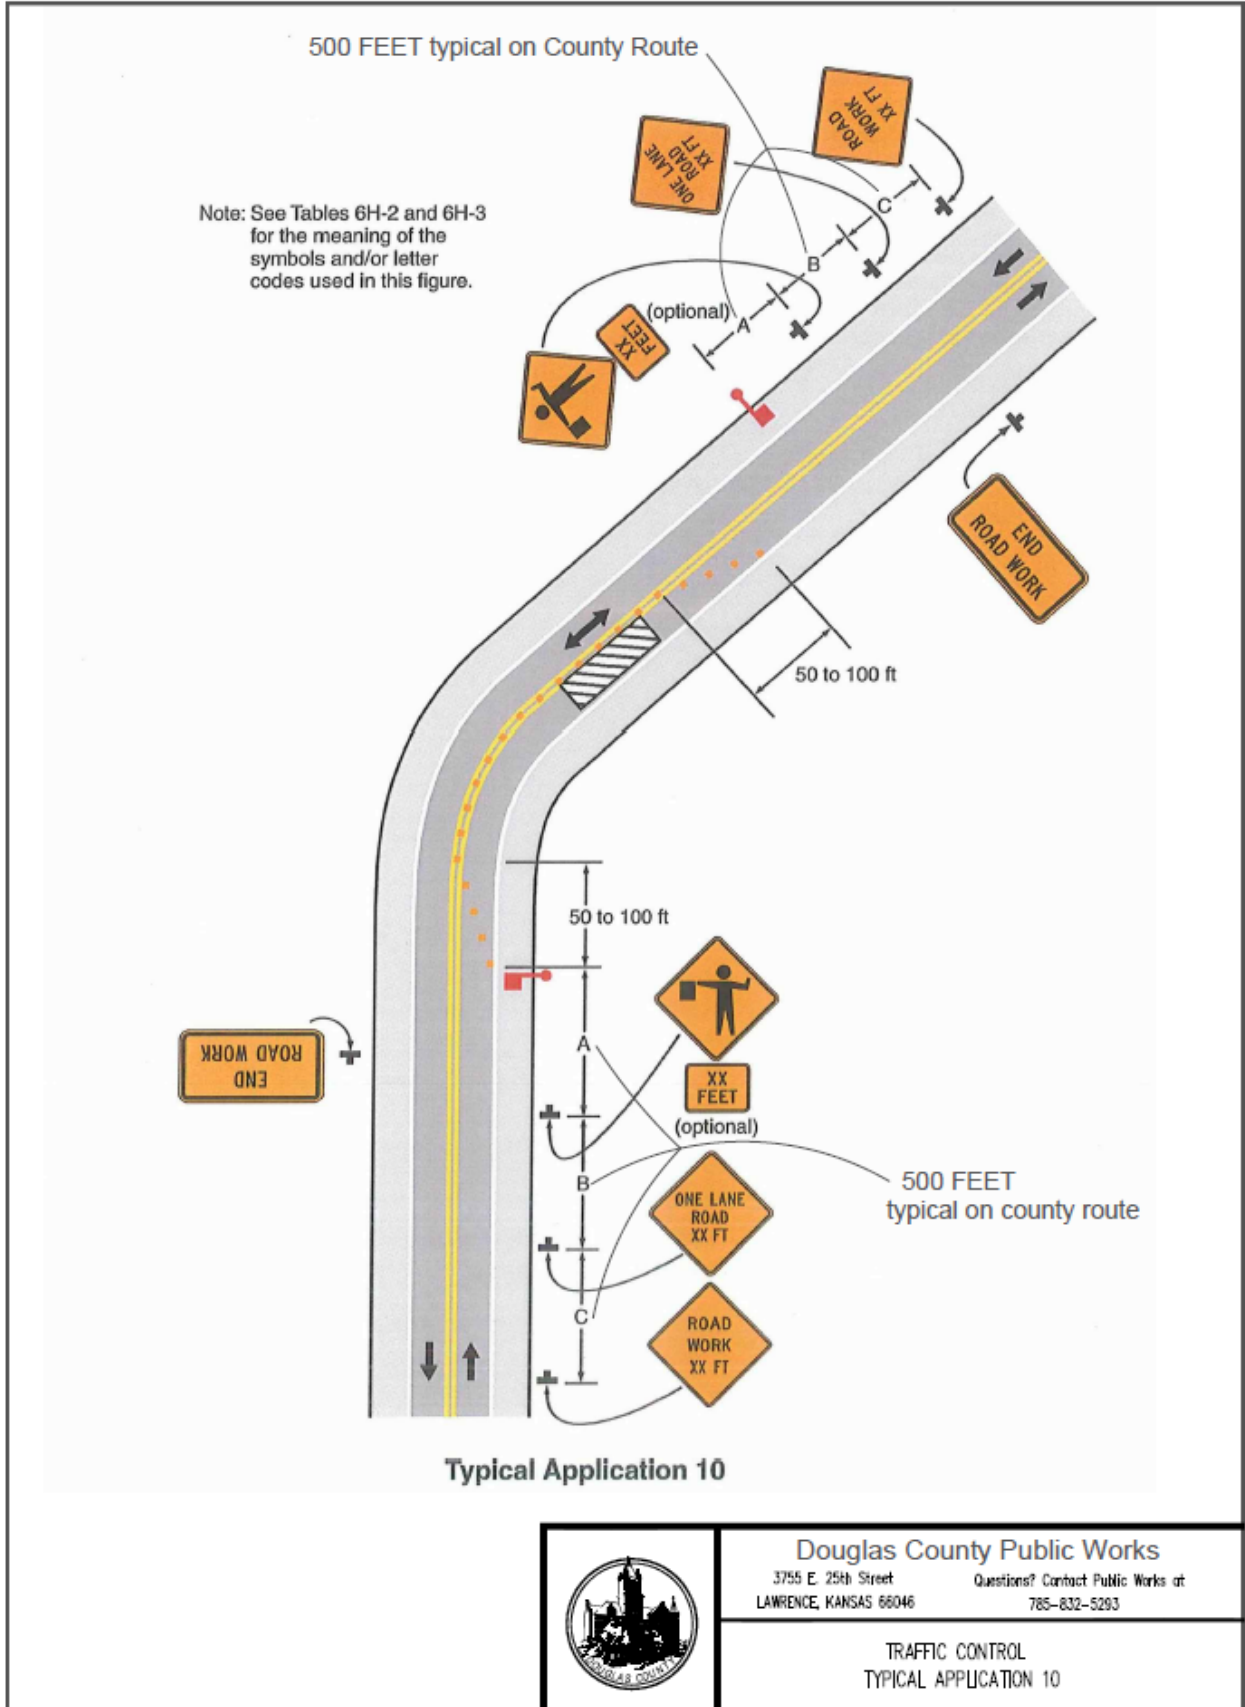 500 FEET typical on County Route
ROAD
WORK
XX FT
ONE LANE
ROAD
XX FT
Note: See Tables 6H-2 and 6H-3
for the meaning of the
symbols and/or letter
codes used in this figure.
C
B
(optional)
A
XX
FEET
END
ROAD WORK
50 to 100 ft
50 to 100 ft
A
END
ROAD WORK
XX
FEET
(optional)
B
500 FEET
typical on county route
ONE LANE
ROAD
XX FT
C
ROAD
WORK
XX FT
Typical Application 10
DOUGLAS COUNTY
Douglas County Public Works
3755 E. 25th Street
LAWRENCE, KANSAS 66046
Questions? Contact Public Works at
785-832-5293
TRAFFIC CONTROL
TYPICAL APPLICATION 10